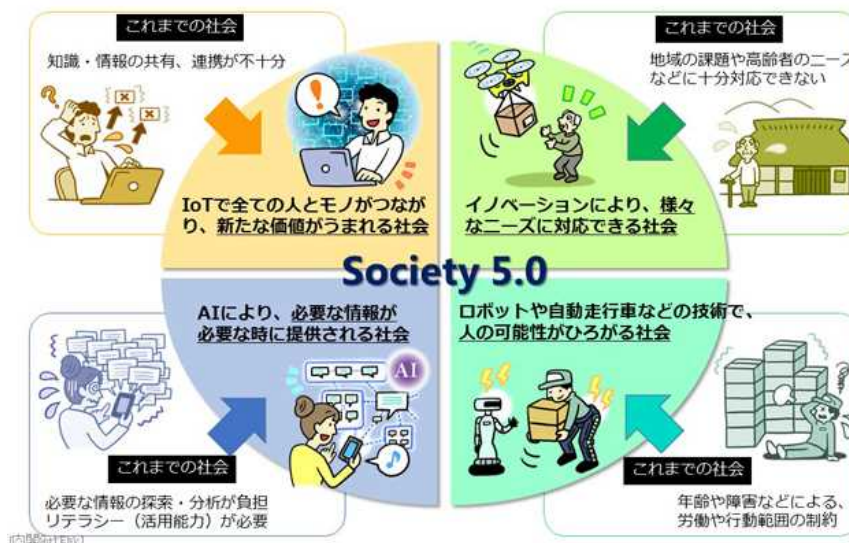 これまでの社会
知識・情報の共有、連携が不十分
IoTで全ての人とモノがつなが
り、新たな価値がうまれる社会
これまでの社会
地域の課題や高齢者のニーズ
などに十分対応できない
イノベーションにより、様々
なニーズに対応できる社会
Society 5.0
AIにより、必要な情報が
必要な時に提供される社会
AI
これまでの社会
必要な情報の探索・分析が負担
リテラシー（活用能力）が必要
ロボットや自動走行車などの技術で、
人の可能性がひろがる社会
これまでの社会
年齢や障害などによる、
労働や行動範囲の制約